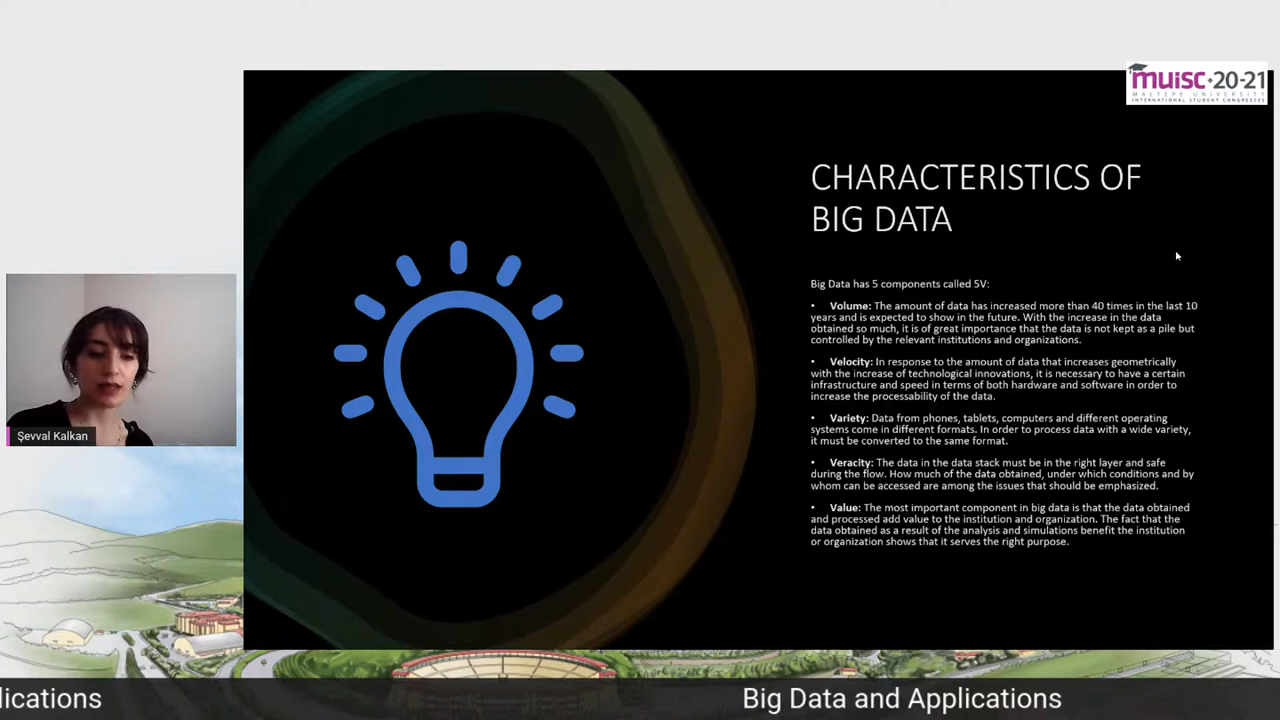 muisc·20-21
MALTEPE UNIVERSITY
INTERNATIONAL STUDENT CONGRESSES
CHARACTERISTICS OF
BIG DATA
Big Data has 5 components called 5V:
• Volume: The amount of data has increased more than 40 times in the last 10
years and is expected to show in the future. With the increase in the data
obtained so much, it is of great importance that the data is not kept as a pile but
controlled by the relevant institutions and organizations.
• Velocity: In response to the amount of data that increases geometrically
with the increase of technological innovations, it is necessary to have a certain
infrastructure and speed in terms of both hardware and software in order to
increase the processability of the data.
• Variety: Data from phones, tablets, computers and different operating
systems come in different formats. In order to process data with a wide variety,
it must be converted to the same format.
• Veracity: The data in the data stack must be in the right layer and safe
during the flow. How much of the data obtained, under which conditions and by
whom can be accessed are among the issues that should be emphasized.
• Value: The most important component in big data is that the data obtained
and processed add value to the institution and organization. The fact that the
data obtained as a result of the analysis and simulations benefit the institution
or organization shows that it serves the right purpose.
Şevval Kalkan
lications
Big Data and Applications